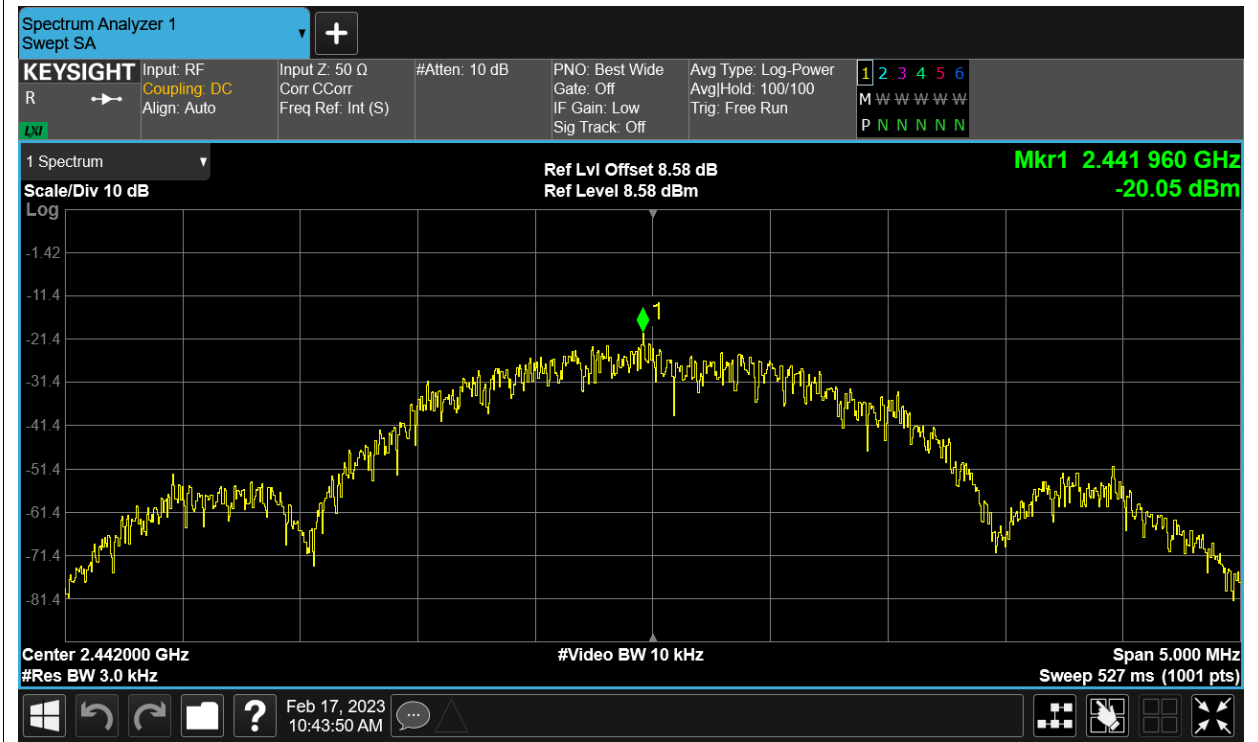 Spectrum Analyzer 1
Swept SA
KEYSIGHT
R
LXI
Input: RF
Coupling: DC
Align: Auto
Input Z: 50 Ω
Corr CCorr
Freq Ref: Int (S)
#Atten: 10 dB
PNO: Best Wide
Gate: Off
IF Gain: Low
Sig Track: Off
Avg Type: Log-Power
Avg|Hold: 100/100
Trig: Free Run
1 2 3 4 5 6
M W W W W W
P N N N N N
1 Spectrum
Scale/Div 10 dB
Log
Ref Lvl Offset 8.58 dB
Ref Level 8.58 dBm
Mkr1 2.441 960 GHz
-20.05 dBm
1
-1.42
-11.4
-21.4
-31.4
-41.4
-51.4
-61.4
-71.4
-81.4
Center 2.442000 GHz
#Res BW 3.0 kHz
#Video BW 10 kHz
Span 5.000 MHz
Sweep 527 ms (1001 pts)
?
Feb 17, 2023
10:43:50 AM